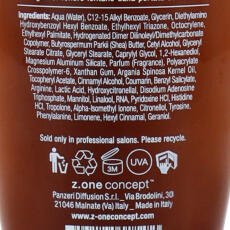 Ingredients: Aqua (Water), C12-15 Alkyl Benzoate, Glycerin, Diethylamino
Hydroxybenzoyl Hexyl Benzoate, Ethylhexyl Triazone, Octocrylene,
Ethylhexyl Palmitate, Hydrogenated Dimer Dilinoleyl/Dimethylcarbonate
Copolymer, Butyrospermum Parkii (Shea) Butter, Cetyl Alcohol, Glyceryl
Stearate Citrate, Glyceryl Stearate, Caprylyl Glycol, 1,2-Hexanediol,
Magnesium Aluminum Silicate, Parfum (Fragrance), Polyacrylate
Crosspolymer-6, Xanthan Gum, Argania Spinosa Kernel Oil,
Tocopheryl Acetate, Cinnamyl Alcohol, Coumarin, Benzyl Salicylate
Arginine, Disodium Adenosine
Triphosphate, Mannitol, Linalool, RNA, Pyridoxine HCl
Histidine HCl, Citronellol,
HCl, Tropolone, Alpha-Isomethyl Ionone, Citral, Tyrosine,
Phenylalanine, Limonene, Hexyl Cinnamal, Geraniol
Sold only in professional salons. Please recycle.
3M
UVA
z.one concept™
Panzeri Diffusion S.r.l. - Via Brodolini, 30
21046 Malnate (Va) Italy | Made in Italy
www.z-oneconcept.com